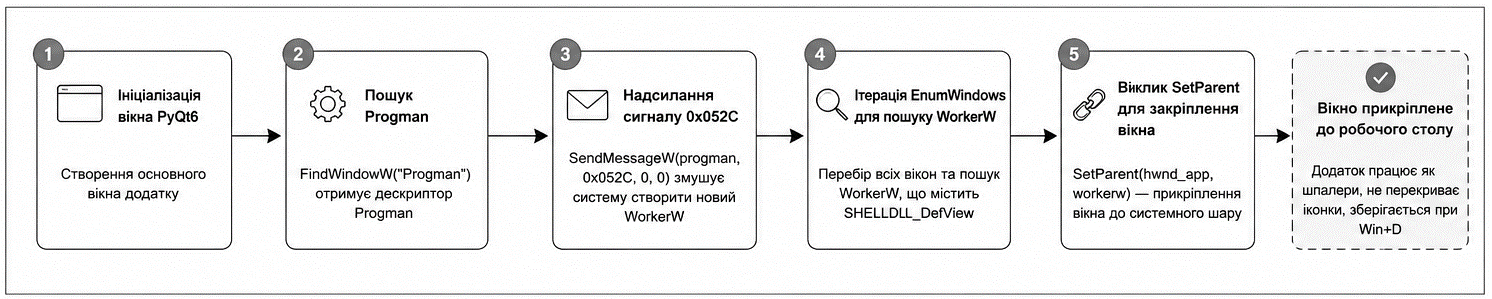 1
Ініціалізація
вікна PyQt6
Створення основного
вікна додатку
2
Пошук
Progman
FindWindowW("Progman")
отримує дескриптор
Progman
3
Надсилання
сигналу 0x052C
SendMessageW(progman,
0x052C, 0, 0) змушує
систему створити новий
WorkerW
4
Ітерація EnumWindows
для пошуку WorkerW
Перебір всіх вікон та пошук
WorkerW, що містить
SHELLDLL_DefView
5
Віклик SetParent
для закріплення
вікна
SetParent(hwnd_app,
workerw) — прикріплення
вікна до системного шару
Вікно прикріплене
до робочого столу
Додаток працює як
шпалери, не перекриває
іконки, зберігається при
Win+D